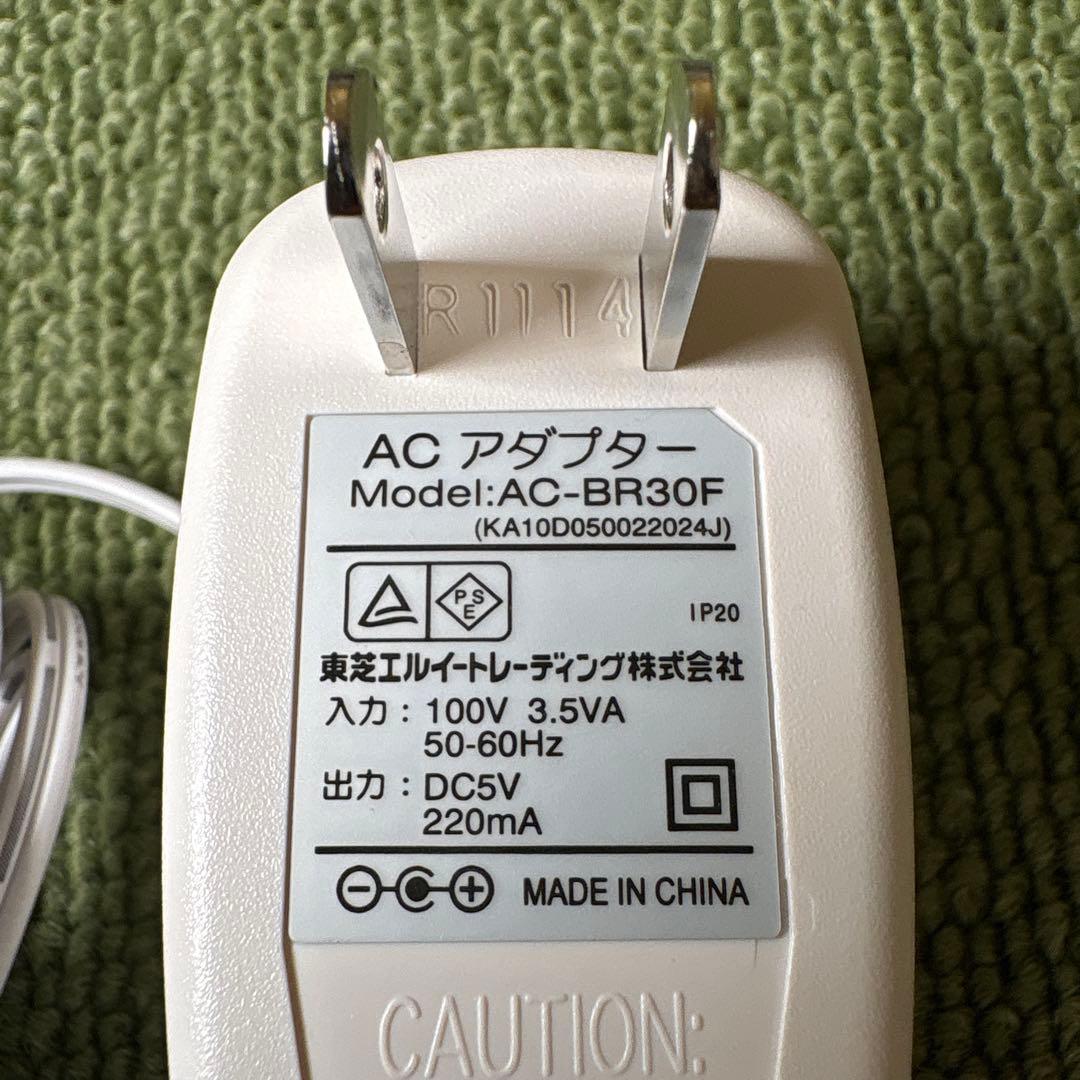 R1114
AC アダプター
Model:AC-BR30F
(KA10D050022024J)
PSE
IP20
東芝エルイートレーディング株式会社
入力：100V 3.5VA
50-60Hz
出力：DC5V
220mA
MADE IN CHINA
CAUTION: